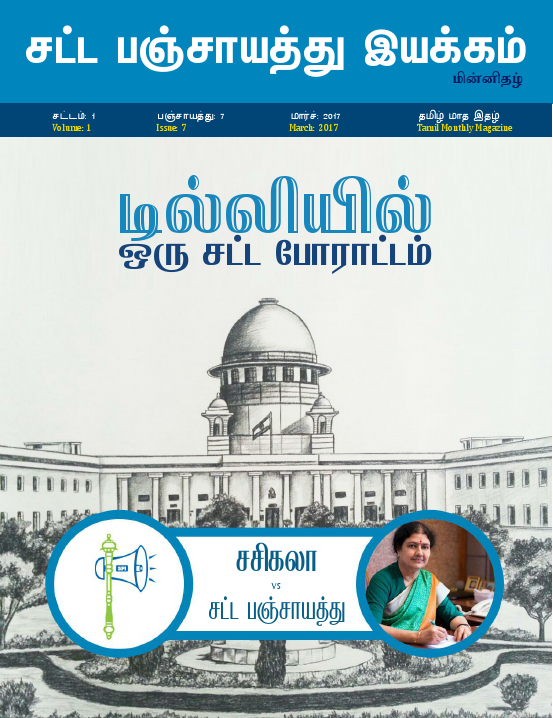 சட்ட பஞ்சாயத்து இயக்கம்
மின்னிதழ்
சட்டம்: 1 பஞ்சாயத்து: 7 மார்ச்: 2017 தமிழ் மாத இதழ்
Volume: 1 Issue: 7 March: 2017 Tamil Monthly Magazine
டில்லியில்
ஒரு சட்ட போராட்டம்
சசிகலா
vs
சட்ட பஞ்சாயத்து